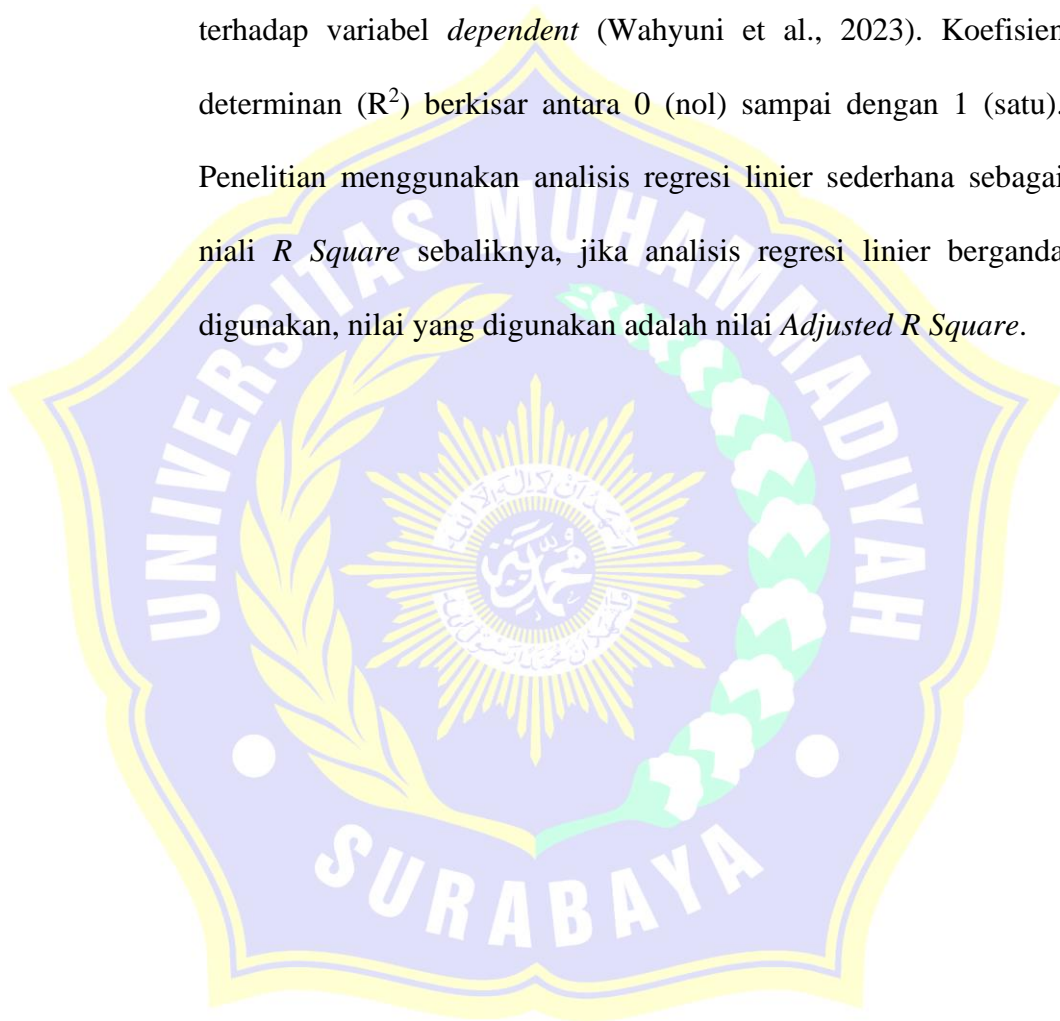 terhadap variabel dependent (Wahyuni et al., 2023). Koefisien
determinan (R²) berkisar antara 0 (nol) sampai dengan 1 (satu).
Penelitian menggunakan analisis regresi linier sederhana sebagai
niali R Square sebaliknya, jika analisis regresi linier berganda
digunakan, nilai yang digunakan adalah nilai Adjusted R Square.
UNIVERSITAS MUHAMMADIYAH
SURABAYA